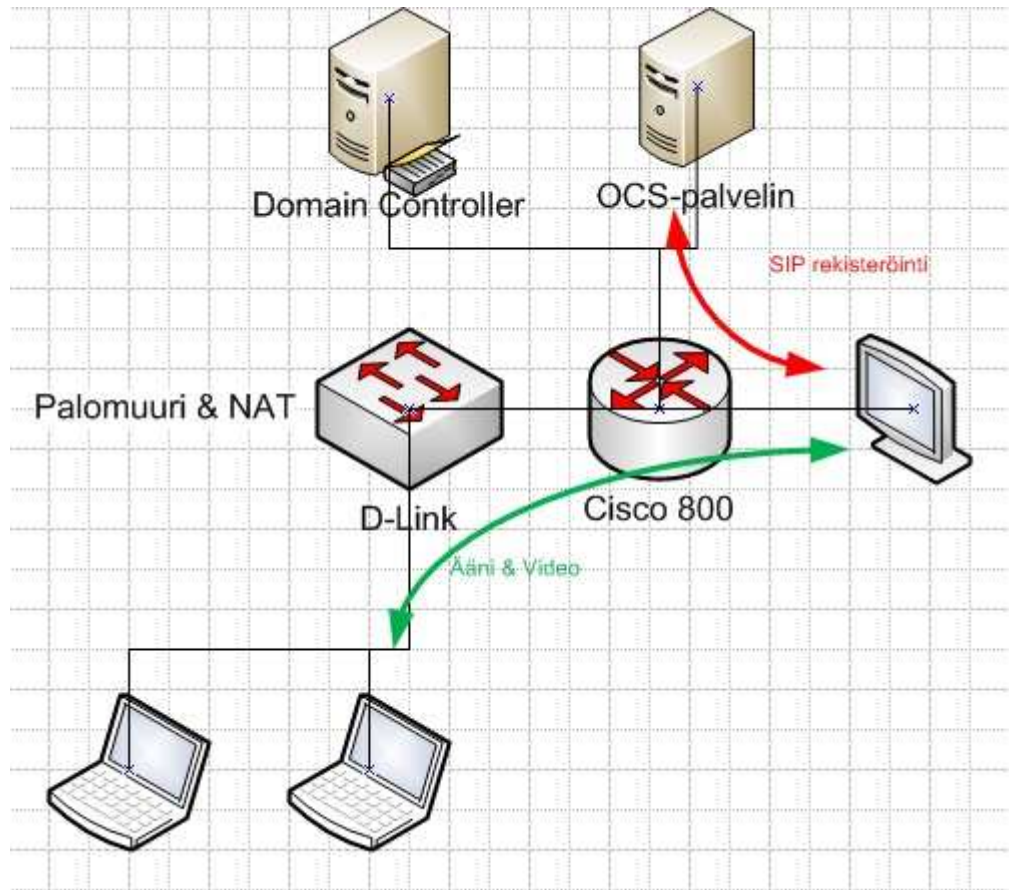 Domain Controller
OCS-palvelin
SIP rekisteröinti
Palomuuri & NAT
D-Link
Cisco 800
Ääni & Video